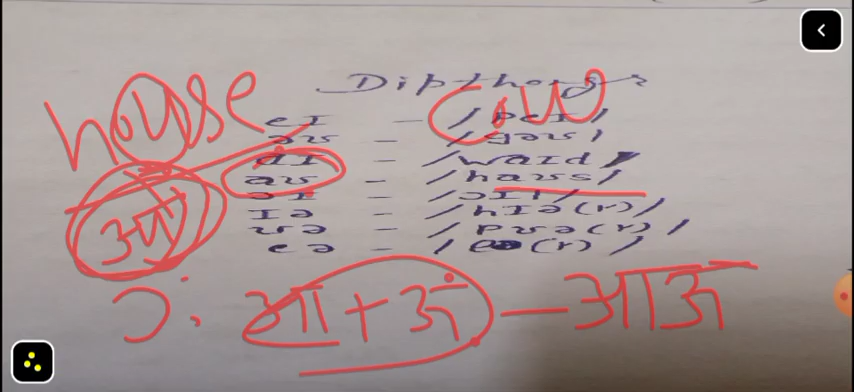 house
Dipthongs
cow
eɪ - /peɪ/
əʊ - /gəʊ/
aɪ - /waɪd/
aʊ - /haʊs/
ɔɪ - /ɔɪl/
ɪə - /hɪə(r)/
ʊə - /pʊə(r)/
eə - /eə(r)/
ɔ: आ + ऊ — आऊ